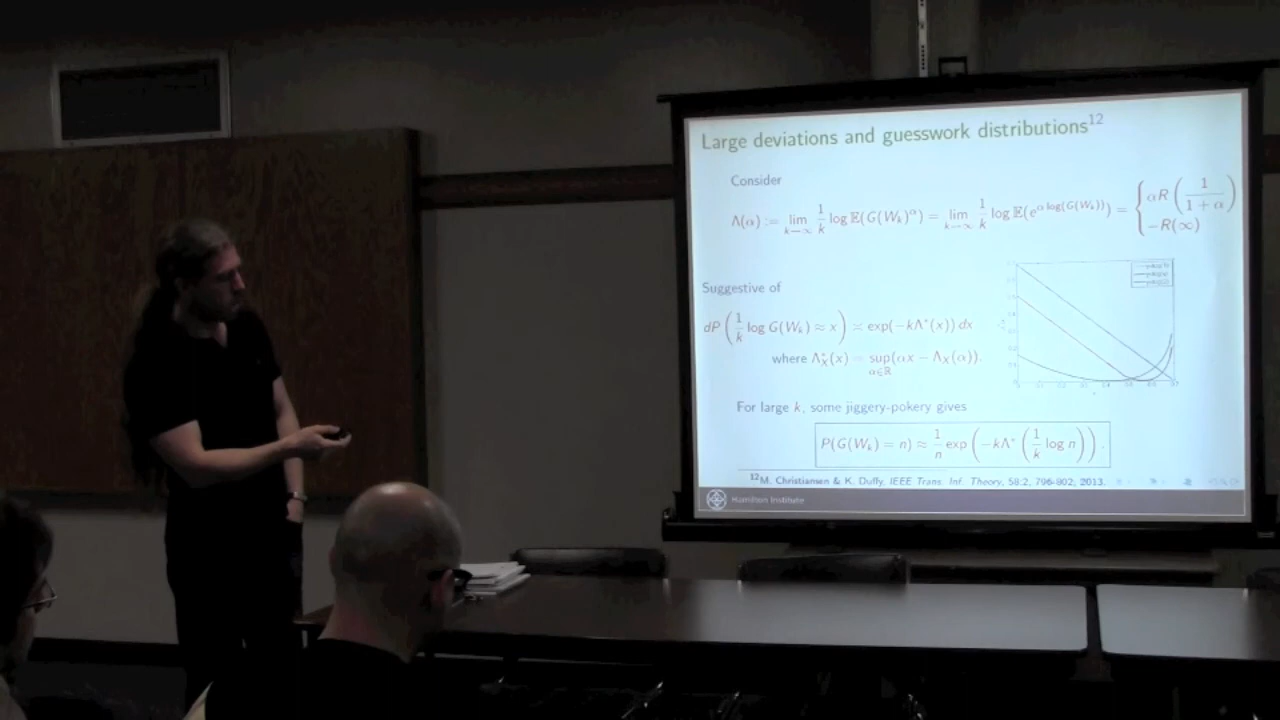 Large deviations and guesswork distributions¹²
Consider
Λ(α) := lim_{k→∞} 1/k log 𝔼(G(W_k)^α) = lim_{k→∞} 1/k log 𝔼(e^{α log(G(W_k))}) = { αR(1/(1+α)) −R(∞)
Suggestive of
dP(1/k log G(W_k) ≈ x) ≍ exp(−kΛ*(x)) dx
where Λ*_X(x) = sup_{α∈ℝ}(αx − Λ_X(α)).
For large k, some jiggery-pokery gives
P(G(W_k) = n) ≈ 1/n exp(−kΛ*(1/k log n)).
¹²M. Christiansen & K. Duffy, IEEE Trans. Inf. Theory, 58:2, 796-802, 2013.
Hamilton Institute